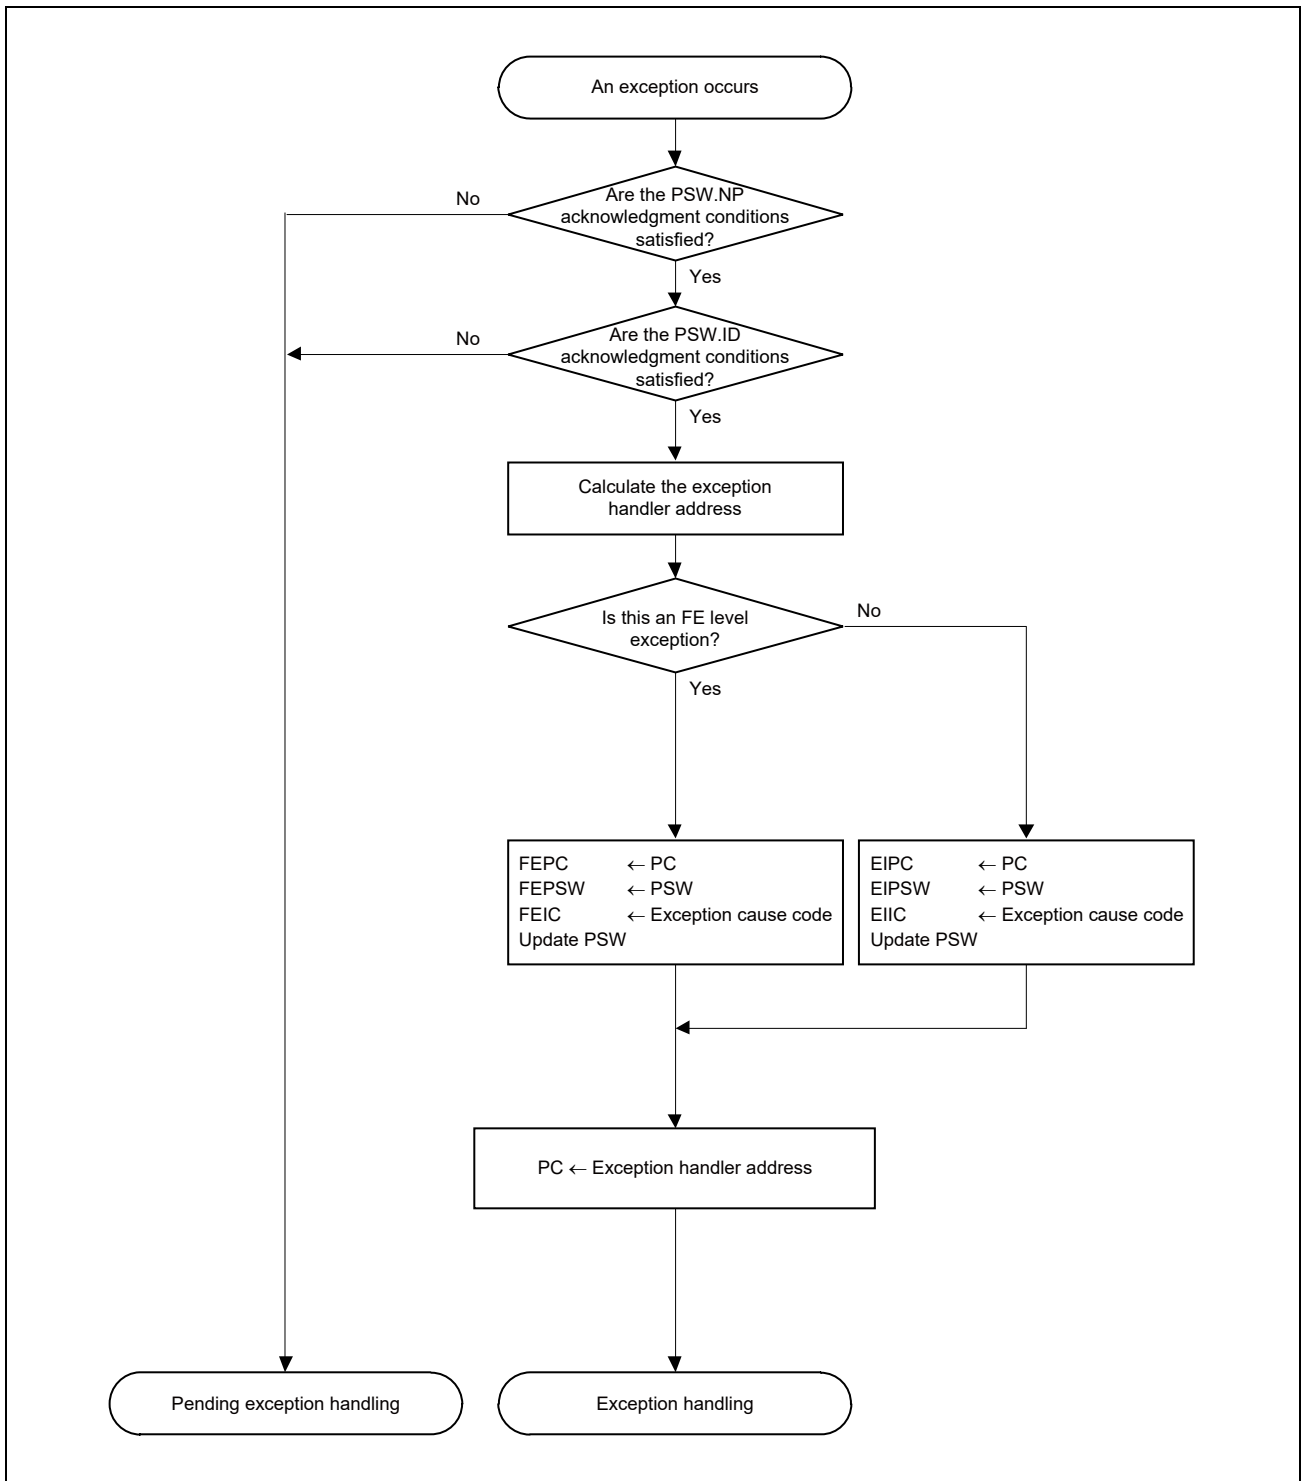 An exception occurs
No
Are the PSW.NP
acknowledgment conditions
satisfied?
Yes
No
Are the PSW.ID
acknowledgment conditions
satisfied?
Yes
Calculate the exception
handler address
Is this an FE level
exception?
No
Yes
FEPC ← PC
FEPSW ← PSW
FEIC ← Exception cause code
Update PSW
EIPC ← PC
EIPSW ← PSW
EIIC ← Exception cause code
Update PSW
PC ← Exception handler address
Pending exception handling
Exception handling